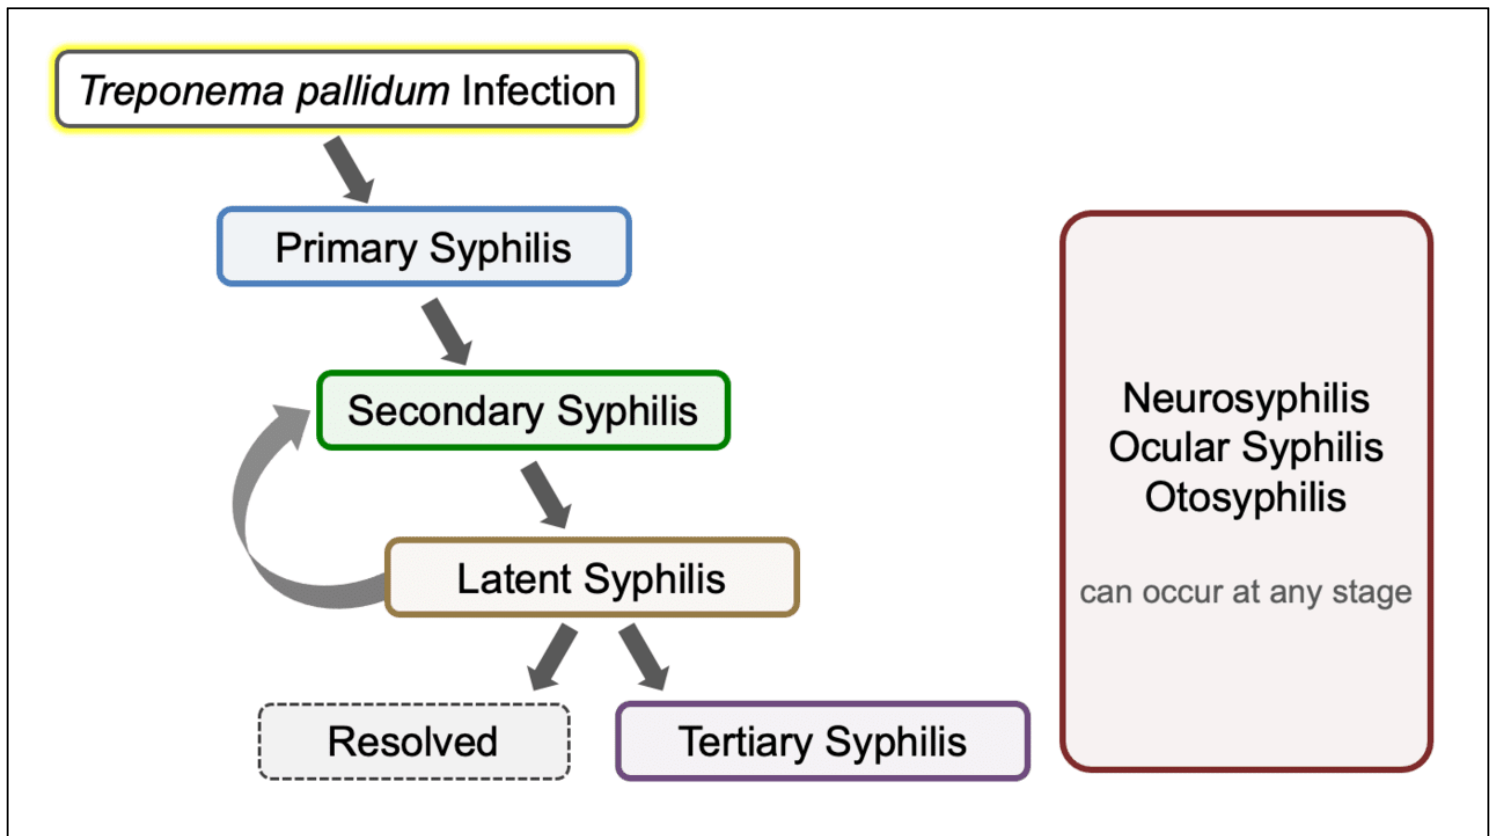 Treponema pallidum Infection
Primary Syphilis
Secondary Syphilis
Latent Syphilis
Resolved
Tertiary Syphilis
Neurosyphilis
Ocular Syphilis
Otosyphilis
can occur at any stage